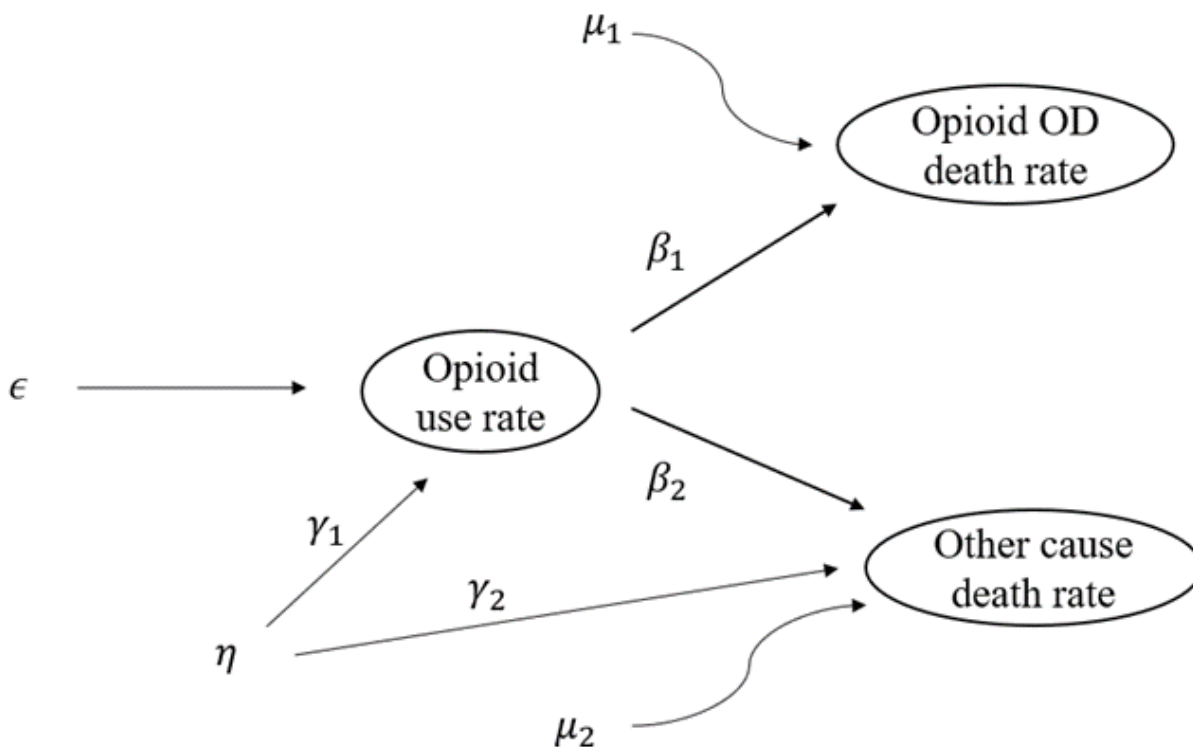 μ₁
Opioid OD
death rate
β₁
Opioid
use rate
ϵ
β₂
γ₁
Other cause
death rate
γ₂
η
μ₂